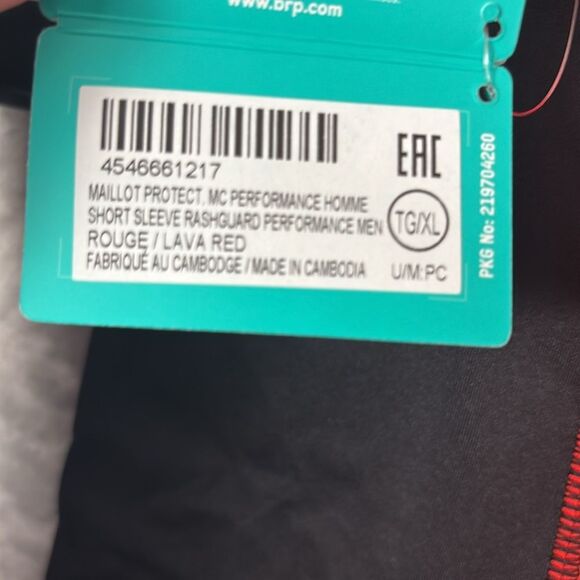 www.brp.com
4546661217
EAC
MAILLOT PROTECT. MC PERFORMANCE HOMME
SHORT SLEEVE RASHGUARD PERFORMANCE MEN
TG/XL
ROUGE / LAVA RED
FABRIQUÉ AU CAMBODGE / MADE IN CAMBODIA
U/M: PC
PKG No: 219704260